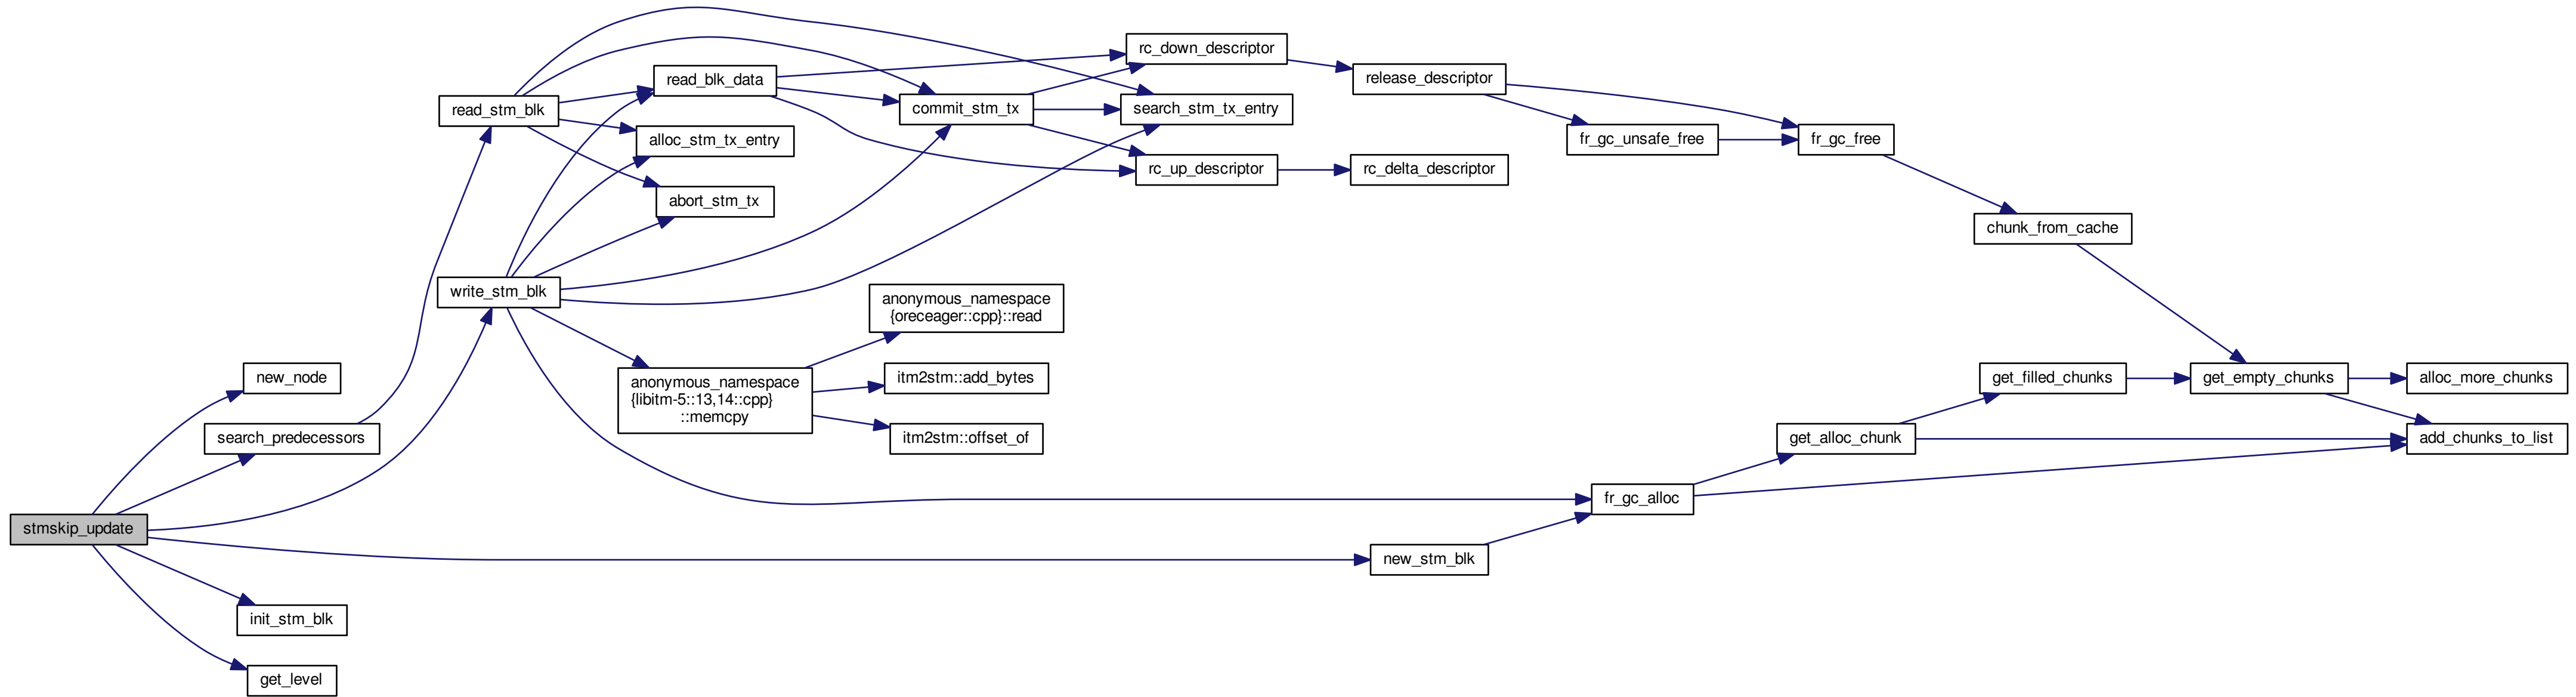 rc_down_descriptor
read_blk_data
release_descriptor
read_stm_blk
commit_stm_tx
search_stm_tx_entry
alloc_stm_tx_entry
fr_gc_unsafe_free
fr_gc_free
rc_up_descriptor
rc_delta_descriptor
abort_stm_tx
chunk_from_cache
write_stm_blk
anonymous_namespace
{oreceager::cpp}::read
new_node
anonymous_namespace
{libitm-5::13,14::cpp}
::memcpy
itm2stm::add_bytes
get_filled_chunks
get_empty_chunks
alloc_more_chunks
search_predecessors
itm2stm::offset_of
get_alloc_chunk
add_chunks_to_list
fr_gc_alloc
stmskip_update
new_stm_blk
init_stm_blk
get_level